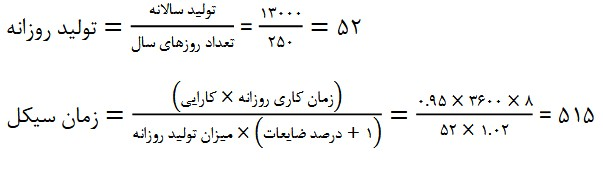 تولید روزانه = تولید سالانه / تعداد روزهای سال = ۱۳۰۰۰ / ۲۵۰ = ۵۲
زمان سیکل = (زمان کاری روزانه × کارایی) / (۱ + درصد ضایعات) × میزان تولید روزانه = ۰.۹۵ × ۳۶۰۰ × ۸ / ۵۲ × ۱.۰۲ = ۵۱۵